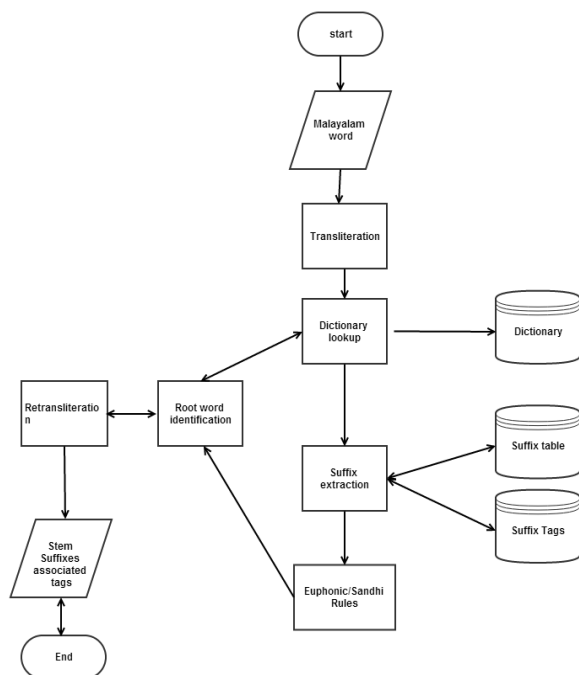 start
Malayalam
word
Transliteration
Dictionary
lookup
Dictionary
Retransliteratio
n
Root word
identification
Suffix table
Suffix
extraction
Suffix Tags
Stem
Suffixes
associated
tags
Euphonic/Sandhi
Rules
End